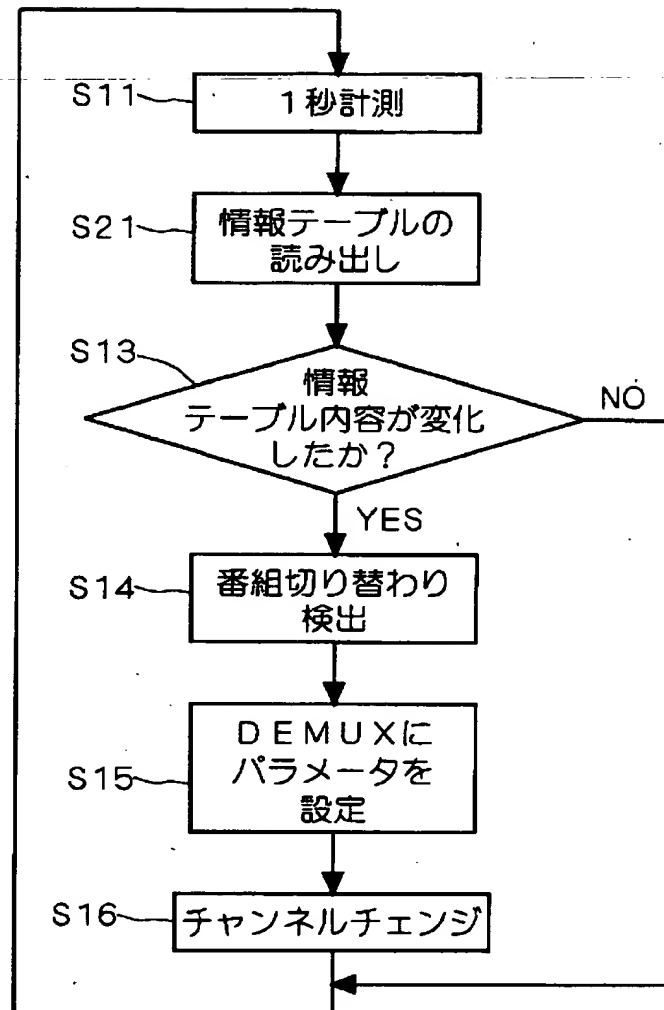 S11
1秒計測
S21
情報テーブルの
読み出し
S13
情報
テーブル内容が変化
したか？
NO
YES
S14
番組切り替わり
検出
S15
DEMUXに
パラメータを
設定
S16
チャンネルチェンジ